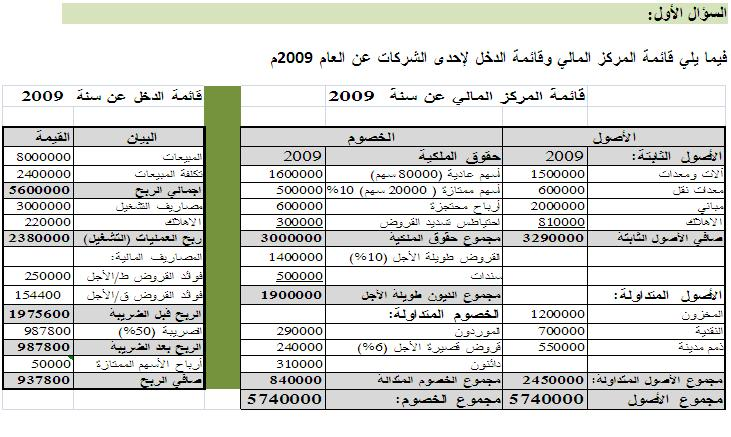 السؤال الأول:
فيما يلي قائمة المركز المالي وقائمة الدخل لإحدى الشركات عن العام 2009م
قائمة المركز المالي عن سنة 2009
الأصول الخصوم
الأصول الثابتة: 2009 حقوق الملكية 2009
آلات ومعدات 1500000 أسهم عادية (80000 سهم) 1600000
معدات نقل 600000 أسهم ممتازة ( 20000 سهم) 10% 500000
مباني 2000000 أرباح محتجزة 600000
الاهلاك 810000 احتياطس تسديد القروض 300000
صافي الأصول الثابتة 3290000 مجموع حقوق الملكية 3000000
القروض طويلة الأجل (10%) 1400000
سندات 500000
الأصول المتداولة: مجموع الديون طويلة الأجل 1900000
المخزون 1200000 الخصوم المتداولة:
النقدية 700000 الموردون 290000
ذمم مدينة 550000 قروض قصيرة الأجل (6%) 240000
دائنون 310000
مجموع الأصول المتداولة: 2450000 مجموع الخصوم المتدالة 840000
مجموع الأصول 5740000 مجموع الخصوم: 5740000
قائمة الدخل عن سنة 2009
البيان القيمة
المبيعات 8000000
تكلفة المبيعات 2400000
اجمالي الربح 5600000
مصاريف التشغيل 3000000
الاهلاك 220000
ربح العمليات (التشغيل) 2380000
المصاريف المالية:
فوائد القروض ط/الأجل 250000
فوائد القروض ق/الأجل 154400
الربح قبل الضريبة 1975600
الضريبة (50%) 987800
الربح بعد الضريبة 987800
أرباح الأسهم الممتازة 50000
صافي الربح 937800